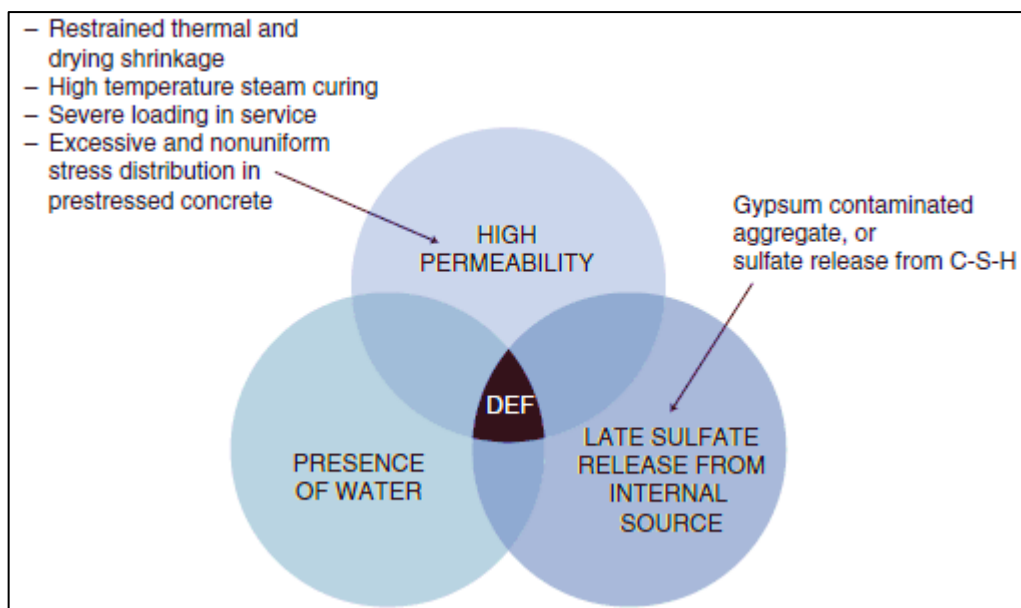 – Restrained thermal and
drying shrinkage
– High temperature steam curing
– Severe loading in service
– Excessive and nonuniform
stress distribution in
prestressed concrete
Gypsum contaminated
aggregate, or
sulfate release from C-S-H
HIGH
PERMEABILITY
DEF
PRESENCE
OF WATER
LATE SULFATE
RELEASE FROM
INTERNAL
SOURCE